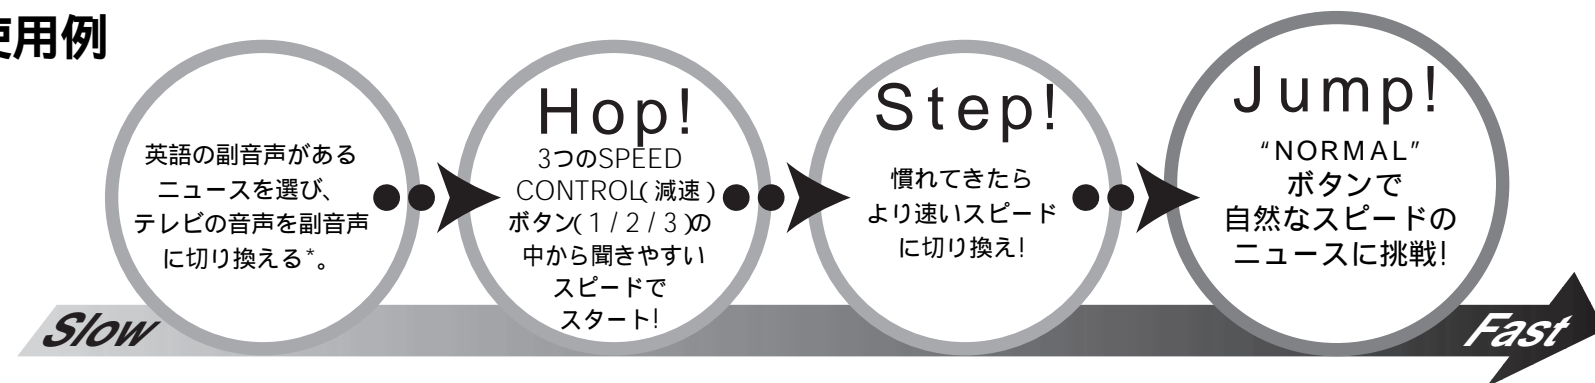 使用例
英語の副音声がある
ニュースを選び、
テレビの音声を副音声
に切り換える*。
Hop!
3つのSPEED
CONTROL(減速)
ボタン(1/2/3)の
中から聞きやすい
スピードで
スタート!
Step!
慣れてきたら
より速いスピード
に切り換え!
Jump!
“NORMAL”
ボタンで
自然なスピードの
ニュースに挑戦!
Slow
Fast